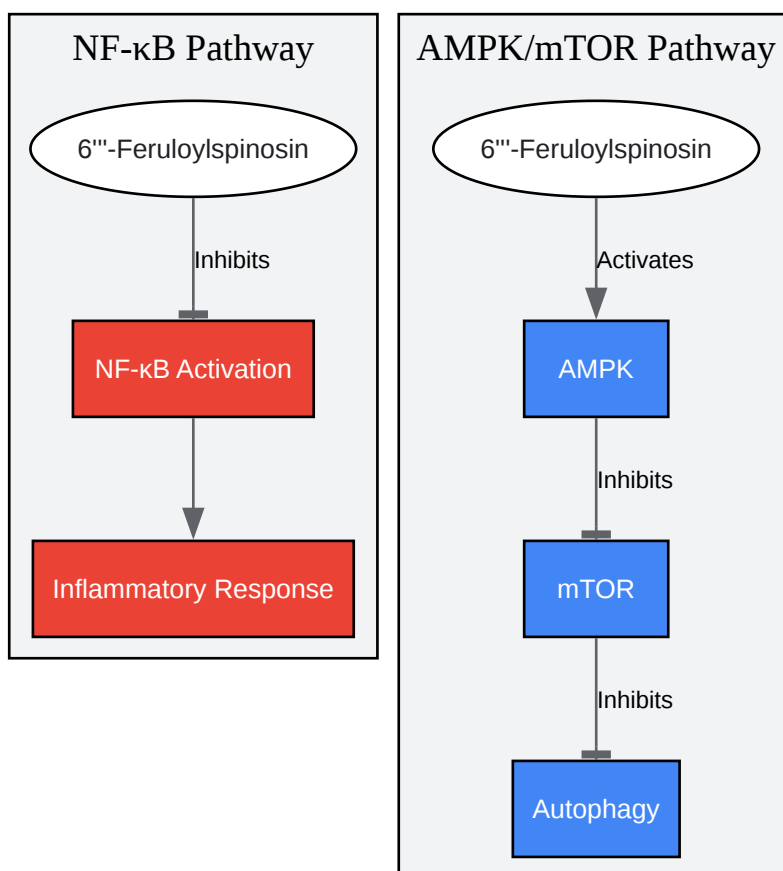 NF-κB Pathway
6'''-Feruloylspinosin
Inhibits
NF-κB Activation
Inflammatory Response
AMPK/mTOR Pathway
6'''-Feruloylspinosin
Activates
AMPK
Inhibits
mTOR
Inhibits
Autophagy